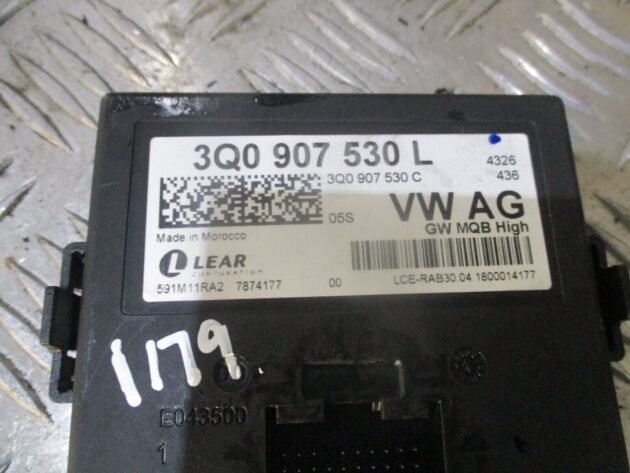 3Q0 907 530 L 4326
3Q0 907 530 C 436
05S VW AG
Made in Morocco GW MQB High
LEAR
CORPORATION
591M11RA2 7874177 00 LCE-RAB30.04.1800014177
1179
E043500
1